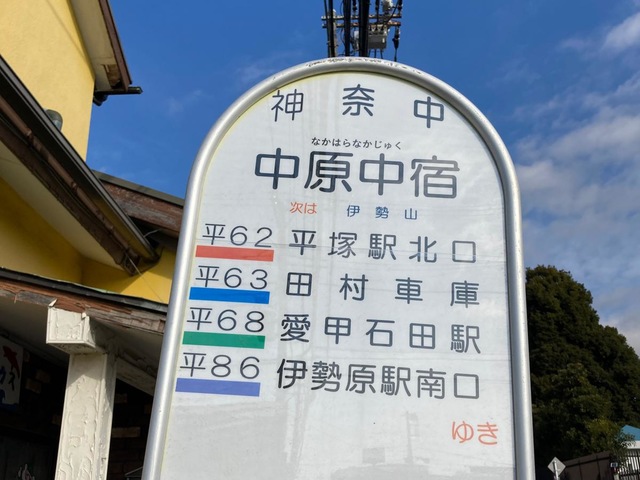 神奈中
なかはらなかじゅく
中原中宿
次は 伊勢山
平62 平塚駅北口
平63 田村車庫
平68 愛甲石田駅
平86 伊勢原駅南口
ゆき